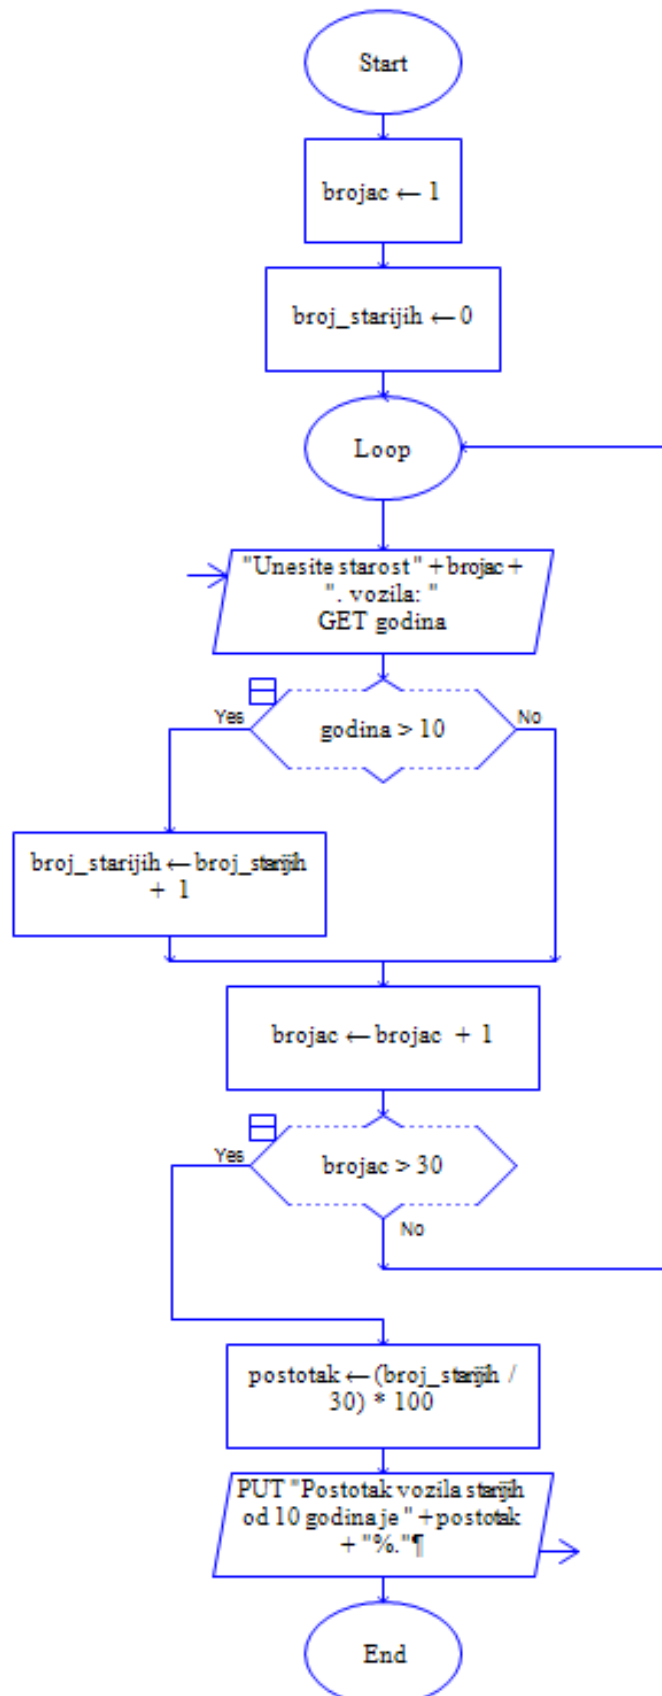 Start
brojac ← 1
broj_starijih ← 0
Loop
"Unesite starost " +brojac+
". vozila: "
GET godina
Yes
godina > 10
No
broj_starijih ← broj_starijih
+ 1
brojac ← brojac + 1
Yes
brojac > 30
No
postotak ← (broj_starijih /
30) * 100
PUT "Postotak vozila starijih
od 10 godina je " +postotak
+ "%."¶
End